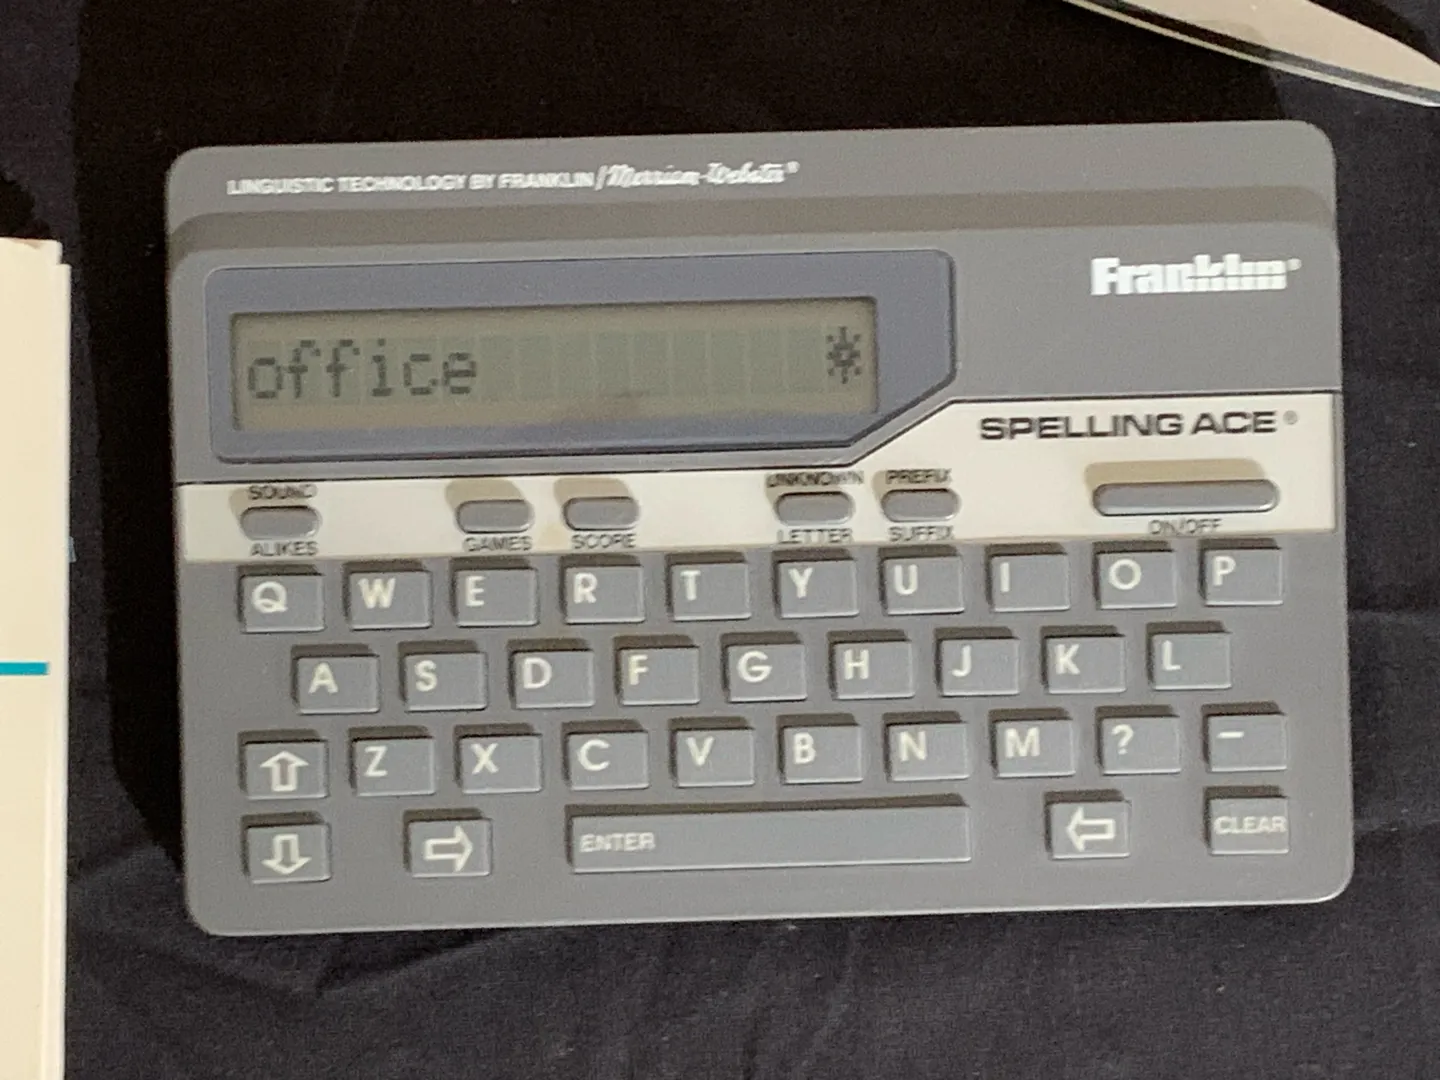 LINGUISTIC TECHNOLOGY BY FRANKLIN/Merriam-Webster®
Franklin®
office *
SPELLING ACE®
SOUND UNKNOWN PREFIX
ALIKES GAMES SCORE LETTER SUFFIX ON/OFF
Q W E R T Y U I O P
A S D F G H J K L
⇧ Z X C V B N M ? –
⇩ ⇨ ENTER ⇦ CLEAR